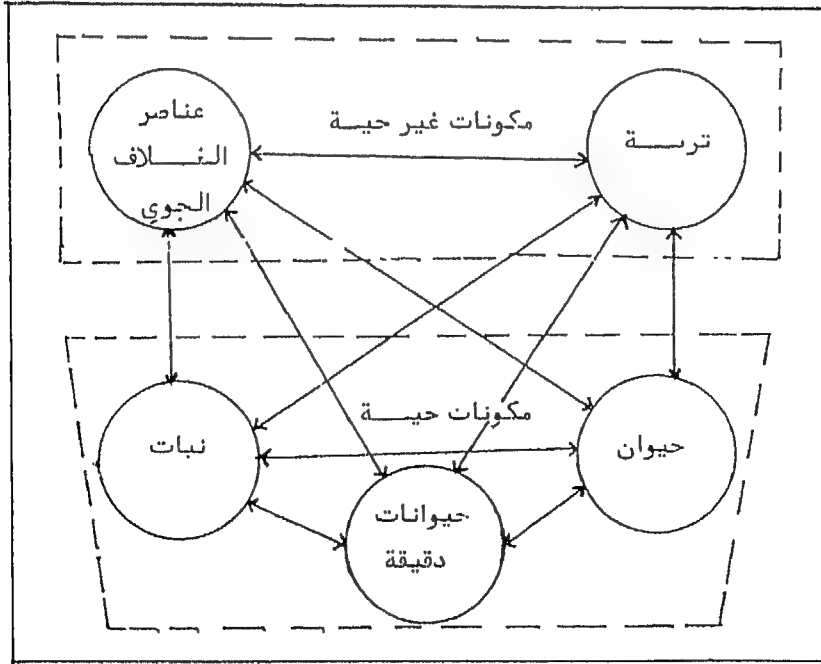 عناصر
الغلاف
الجوي
مكونات غير حية
تربة
نبات
مكونات حية
حيوان
حيوانات
دقيقة